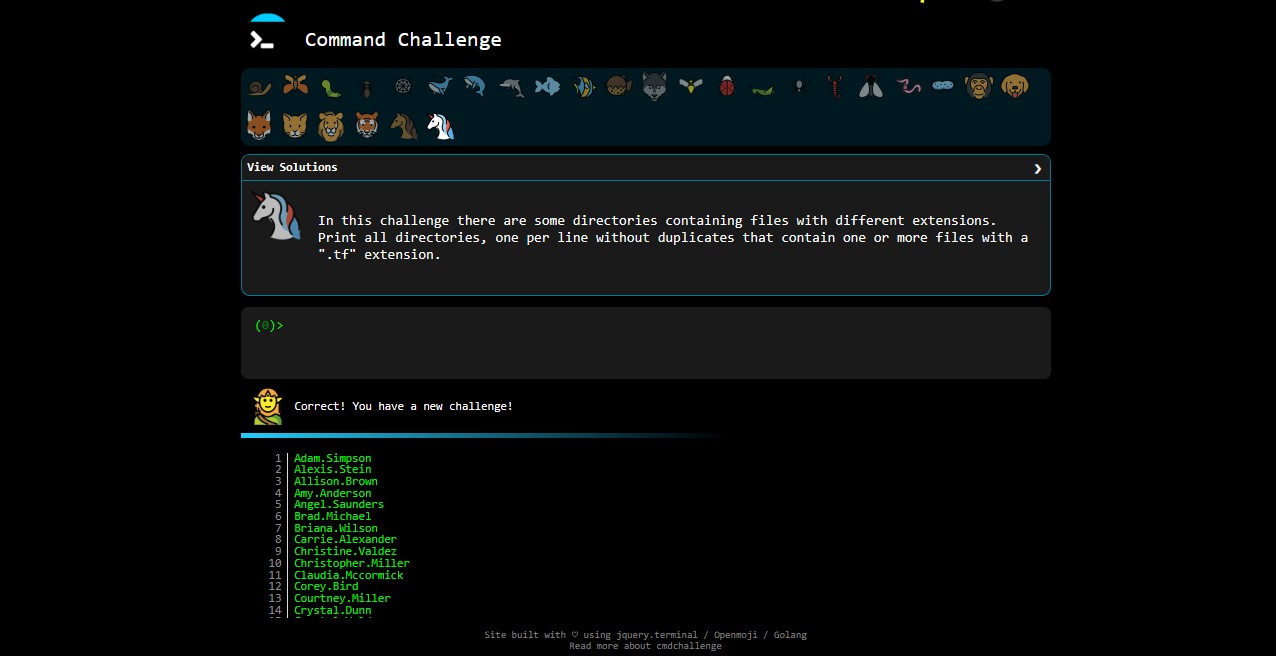 Command Challenge
View Solutions
In this challenge there are some directories containing files with different extensions.
Print all directories, one per line without duplicates that contain one or more files with a
".tf" extension.
(0)>
Correct! You have a new challenge!
1 Adam.Simpson
2 Alexis.Stein
3 Allison.Brown
4 Amy.Anderson
5 Angel.Saunders
6 Brad.Michael
7 Briana.Wilson
8 Carrie.Alexander
9 Christine.Valdez
10 Christopher.Miller
11 Claudia.Mccormick
12 Corey.Bird
13 Courtney.Miller
14 Crystal.Dunn
Site built with ♡ using jquery.terminal / Openmoji / Golang
Read more about cmdchallenge